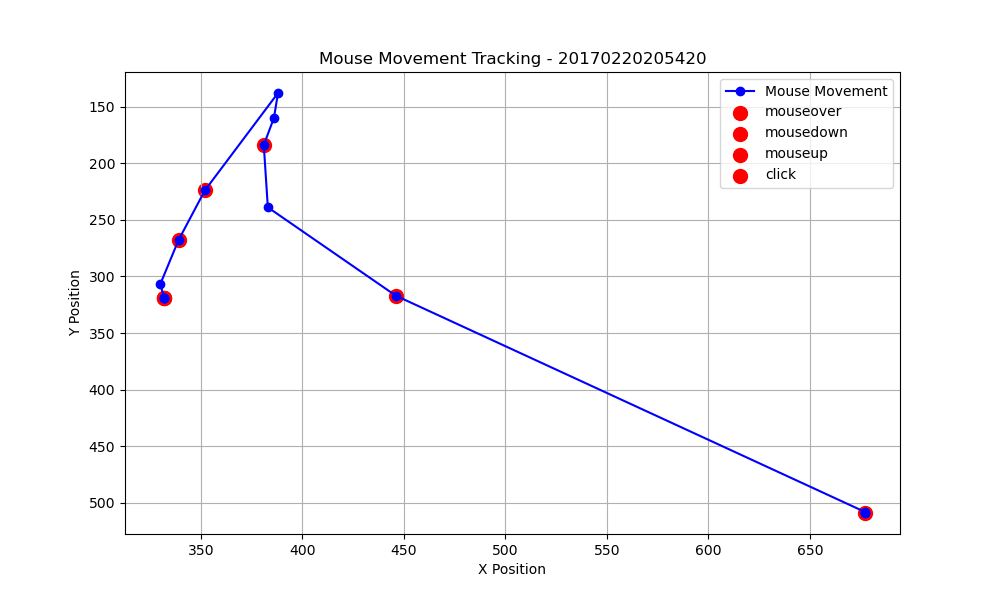 Mouse Movement Tracking - 20170220205420
Mouse Movement
mouseover
mousedown
mouseup
click
150
200
250
300
350
400
450
500
Y Position
350
400
450
500
550
600
650
X Position